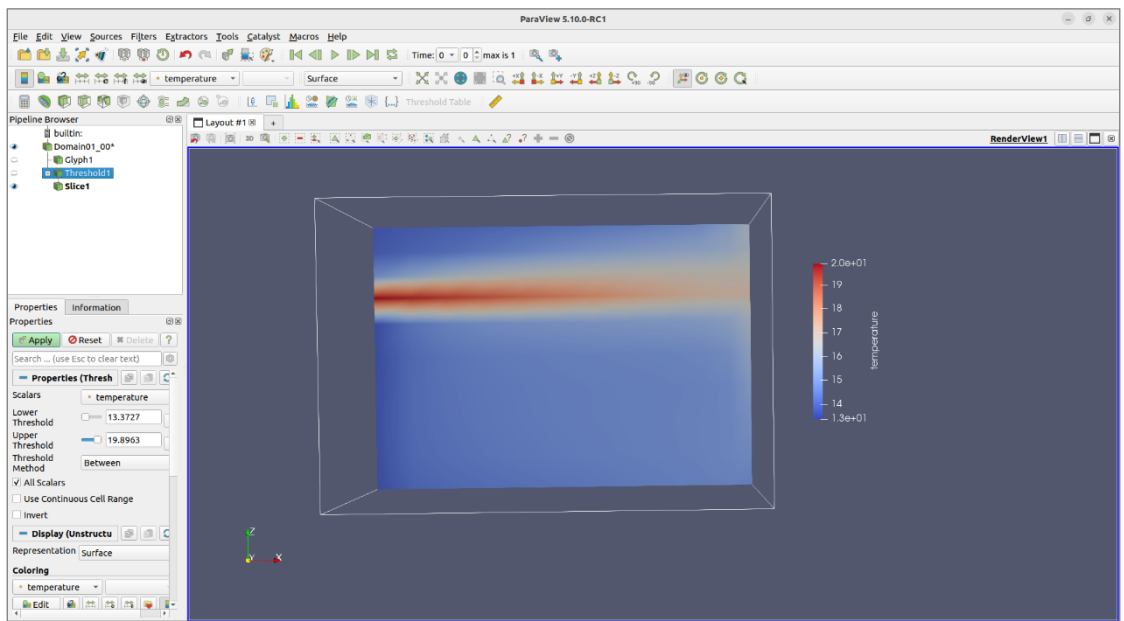 ParaView 5.10.0-RC1
File Edit View Sources Filters Extractors Tools Catalyst Macros Help
Time: 0 0 max is 1
temperature Surface
Threshold Table
Pipeline Browser
Layout #1
builtin:
3D RenderView1
Domain01_00*
Glyph1
Threshold1
Slice1
Properties Information
Properties
Apply Reset Delete ?
Search ... (use Esc to clear text)
Properties (Thresh
Scalars temperature
Lower Threshold 13.3727
Upper Threshold 19.8963
Threshold Method Between
All Scalars
Use Continuous Cell Range
Invert
Display (Unstructu
Representation Surface
Coloring
temperature
Edit
2.0e+01
19
18
17
16
15
14
1.3e+01
temperature
Z
Y X